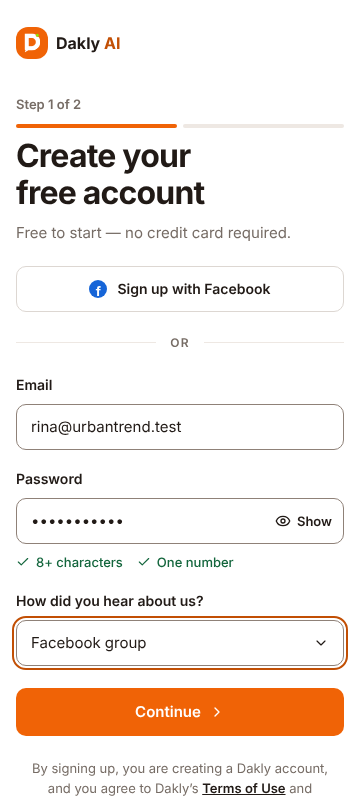 Dakly AI
Step 1 of 2
Create your
free account
Free to start — no credit card required.
Sign up with Facebook
OR
Email
rina@urbantrend.test
Password
•••••••••••
Show
8+ characters
One number
How did you hear about us?
Facebook group
Continue
By signing up, you are creating a Dakly account,
and you agree to Dakly’s Terms of Use and